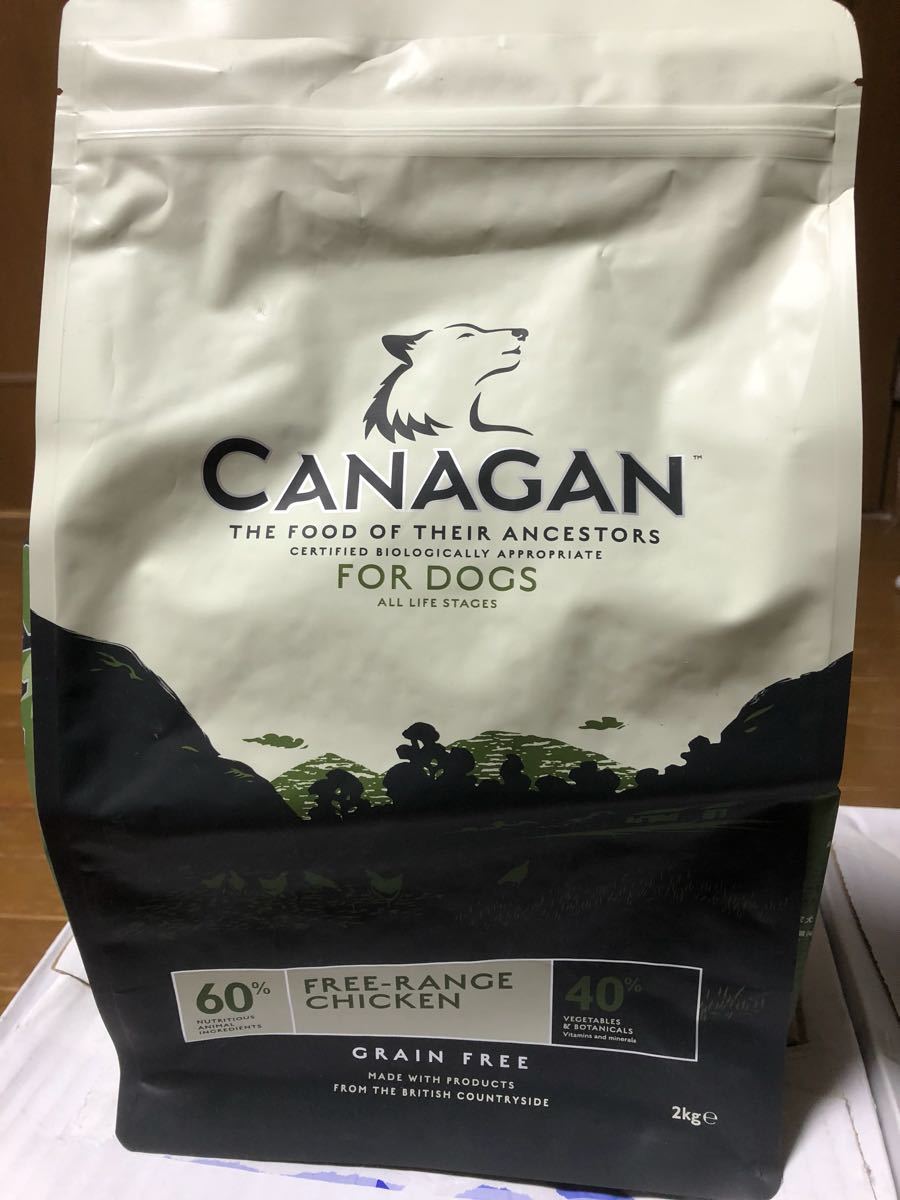 CANAGAN™
THE FOOD OF THEIR ANCESTORS
CERTIFIED BIOLOGICALLY APPROPRIATE
FOR DOGS
ALL LIFE STAGES
60%
NUTRITIOUS
ANIMAL
INGREDIENTS
FREE-RANGE
CHICKEN
40%
VEGETABLES
& BOTANICALS
Vitamins and minerals
GRAIN FREE
MADE WITH PRODUCTS
FROM THE BRITISH COUNTRYSIDE
2kg℮